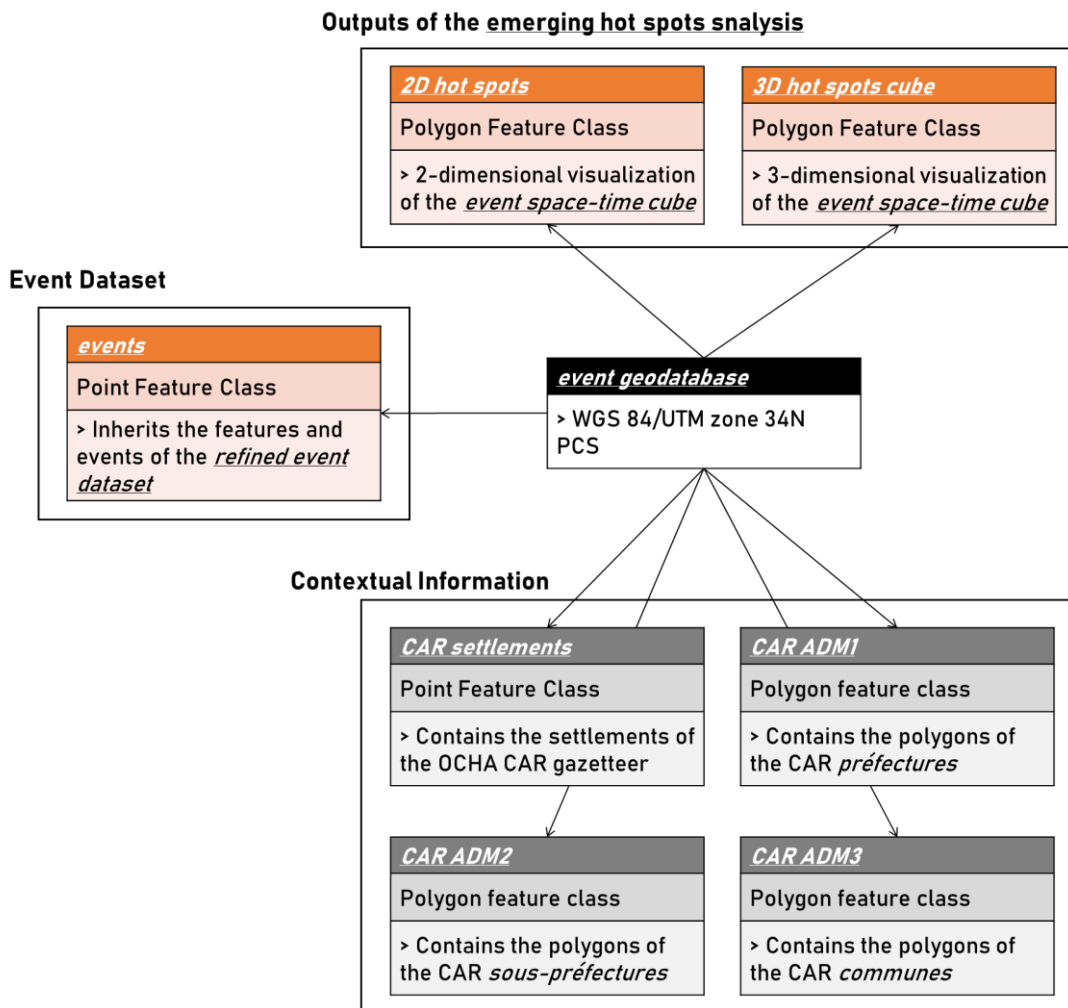 Outputs of the emerging hot spots snalysis
2D hot spots
Polygon Feature Class
> 2-dimensional visualization
of the event space-time cube
3D hot spots cube
Polygon Feature Class
> 3-dimensional visualization
of the event space-time cube
Event Dataset
events
Point Feature Class
> Inherits the features and
events of the refined event
dataset
event geodatabase
> WGS 84/UTM zone 34N
PCS
Contextual Information
CAR settlements
Point Feature Class
> Contains the settlements of
the OCHA CAR gazetteer
CAR ADM1
Polygon feature class
> Contains the polygons of
the CAR préfectures
CAR ADM2
Polygon feature class
> Contains the polygons of
the CAR sous-préfectures
CAR ADM3
Polygon feature class
> Contains the polygons of
the CAR communes